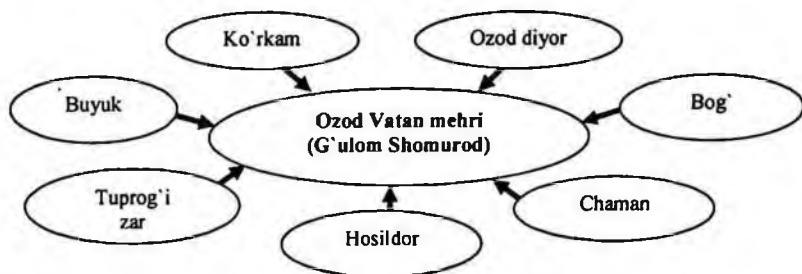 Ko`rkam
Ozod diyor
Buyuk
Bog`
Ozod Vatan mehri
(G`ulom Shomurod)
Tuprog`i
zar
Chaman
Hosildor